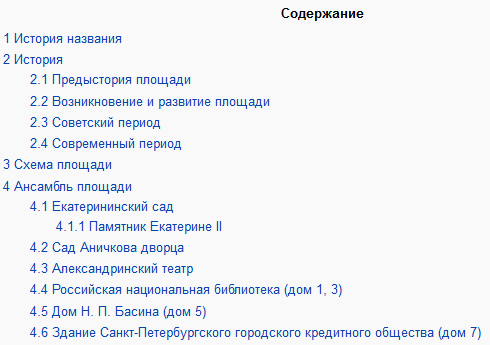 Содержание
1 История названия
2 История
2.1 Предыстория площади
2.2 Возникновение и развитие площади
2.3 Советский период
2.4 Современный период
3 Схема площади
4 Ансамбль площади
4.1 Екатерининский сад
4.1.1 Памятник Екатерине II
4.2 Сад Аничкова дворца
4.3 Александринский театр
4.4 Российская национальная библиотека (дом 1, 3)
4.5 Дом Н. П. Басина (дом 5)
4.6 Здание Санкт-Петербургского городского кредитного общества (дом 7)